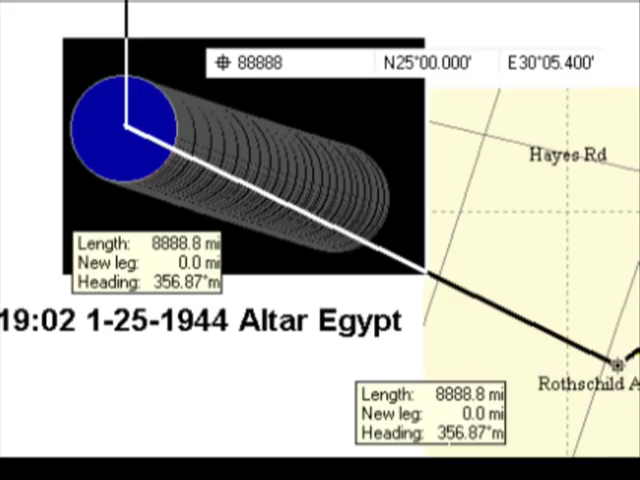 88888 N25°00.000' E30°05.400'
Hayes Rd
Length: 8888.8 mi
New leg: 0.0 mi
Heading: 356.87°m
19:02 1-25-1944 Altar Egypt
Rothschild A
Length: 8888.8 mi
New leg: 0.0 mi
Heading: 356.87°m